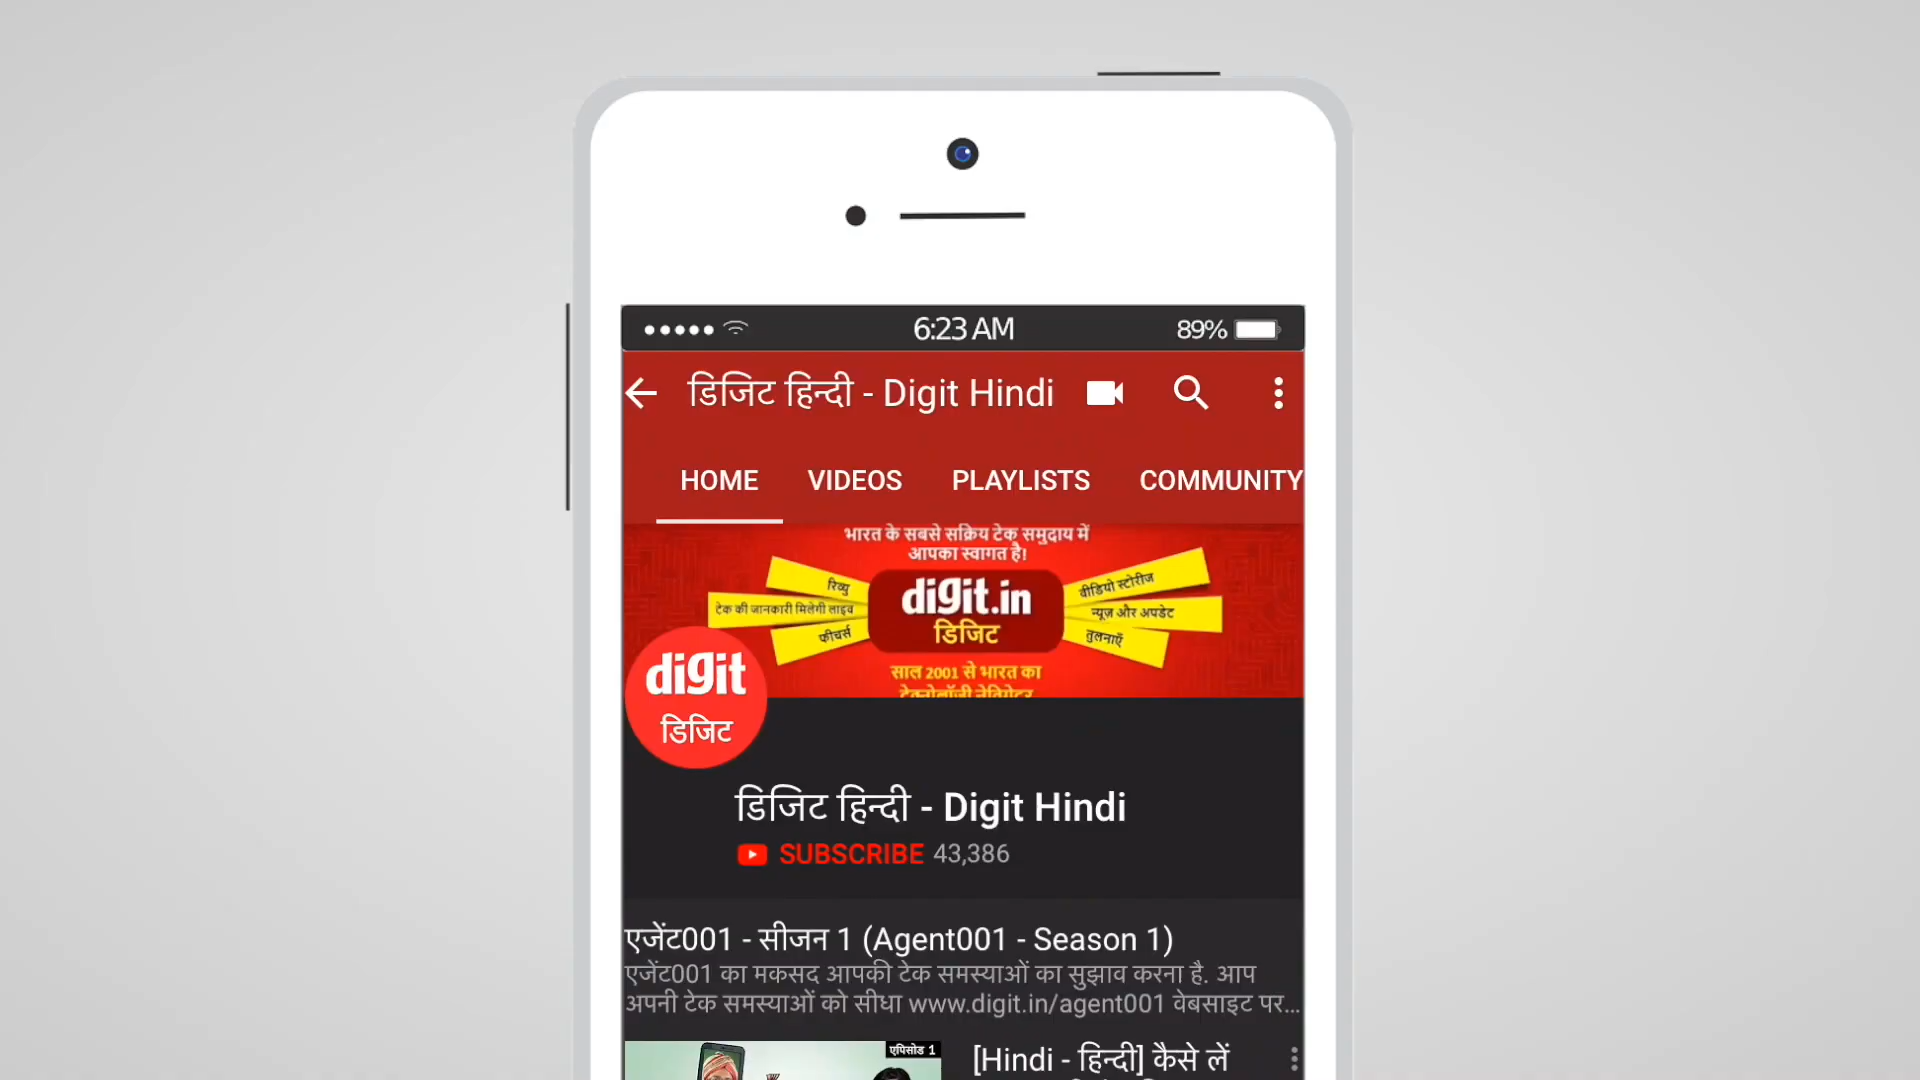 6:23 AM
89%
डिजिट हिन्दी - Digit Hindi
HOME VIDEOS PLAYLISTS COMMUNITY
भारत के सबसे सक्रिय टेक समुदाय में
आपका स्वागत है!
रिव्यु
टेक की जानकारी मिलेगी लाइव
फीचर्स
digit.in
डिजिट
वीडियो स्टोरीज
न्यूज़ और अपडेट
तुलनाएँ
साल 2001 से भारत का
टेक्नोलॉजी नेविगेटर
digit
डिजिट
डिजिट हिन्दी - Digit Hindi
SUBSCRIBE 43,386
एजेंट001 - सीजन 1 (Agent001 - Season 1)
एजेंट001 का मकसद आपकी टेक समस्याओं का सुझाव करना है. आप
अपनी टेक समस्याओं को सीधा www.digit.in/agent001 वेबसाइट पर...
एपिसोड 1
[Hindi - हिन्दी] कैसे लें